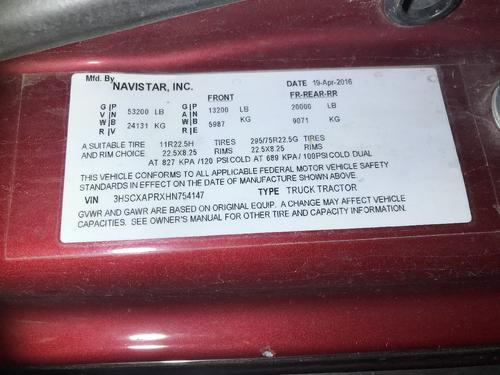 Mfd. By
NAVISTAR, INC. DATE 19-Apr-2016
FRONT FR-REAR-RR
G|P 53200 LB G|P 13200 LB 20000 LB
V|N A|N
W|B 24131 KG W|B 5987 KG 9071 KG
R|V R|E
A SUITABLE TIRE 11R22.5H TIRES 295/75R22.5G TIRES
AND RIM CHOICE 22.5X8.25 RIMS 22.5X8.25 RIMS
AT 827 KPA/120 PSI COLD AT 689 KPA/100PSI COLD DUAL
THIS VEHICLE CONFORMS TO ALL APPLICABLE FEDERAL MOTOR VEHICLE SAFETY
STANDARDS IN EFFECT ON THE DATE OF MANUFACTURE SHOWN ABOVE.
VIN 3HSCXAPRXHN754147 TYPE TRUCK TRACTOR
GVWR AND GAWR ARE BASED ON ORIGINAL EQUIP. A CHANGE MAY AFFECT VEHICLE
CAPACITIES. SEE OWNER'S MANUAL FOR OTHER TIRE AND CAPACITY INFORMATION.